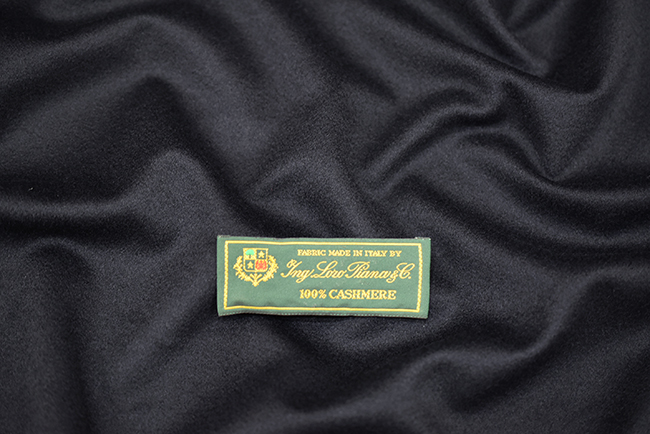 FABRIC MADE IN ITALY BY
Ing. Loro Piana & C.
100% CASHMERE